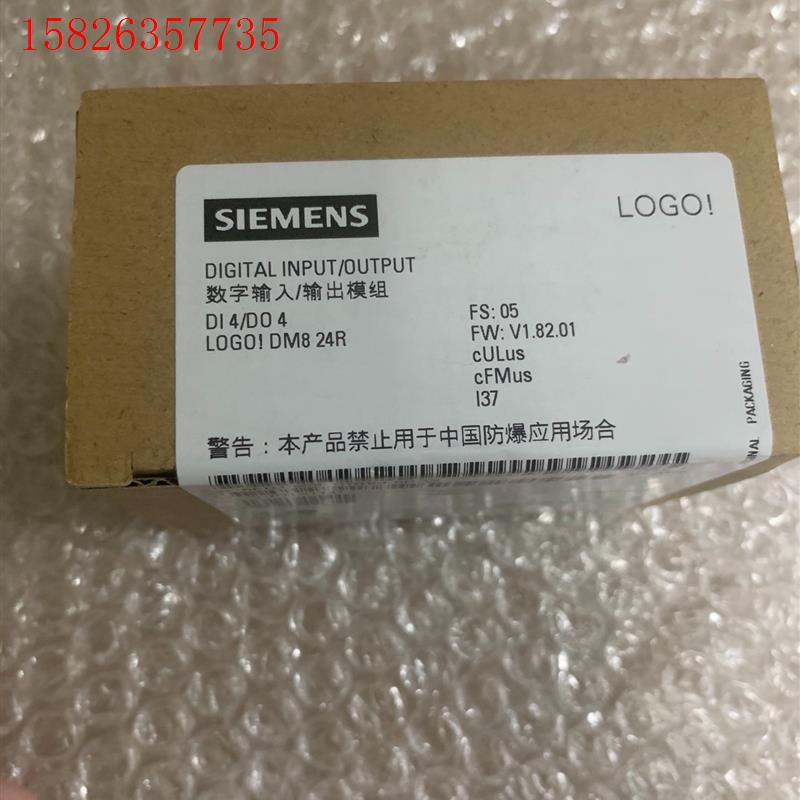 15826357735
SIEMENS
LOGO!
DIGITAL INPUT/OUTPUT
数字输入/输出模组
DI 4/DO 4
LOGO! DM8 24R
FS: 05
FW: V1.82.01
cULus
cFMus
I37
警告：本产品禁止用于中国防爆应用场合
PACKAGING